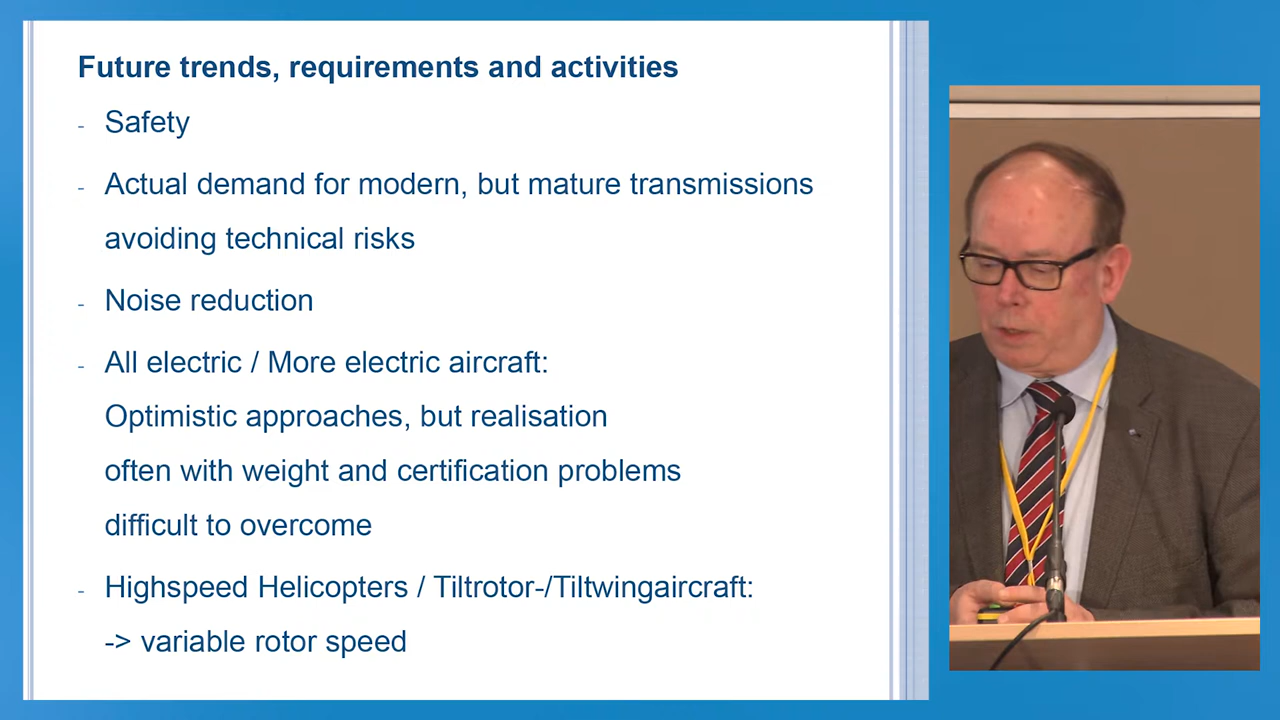 Future trends, requirements and activities
- Safety
- Actual demand for modern, but mature transmissions
avoiding technical risks
- Noise reduction
- All electric / More electric aircraft:
Optimistic approaches, but realisation
often with weight and certification problems
difficult to overcome
- Highspeed Helicopters / Tiltrotor-/Tiltwingaircraft:
-> variable rotor speed